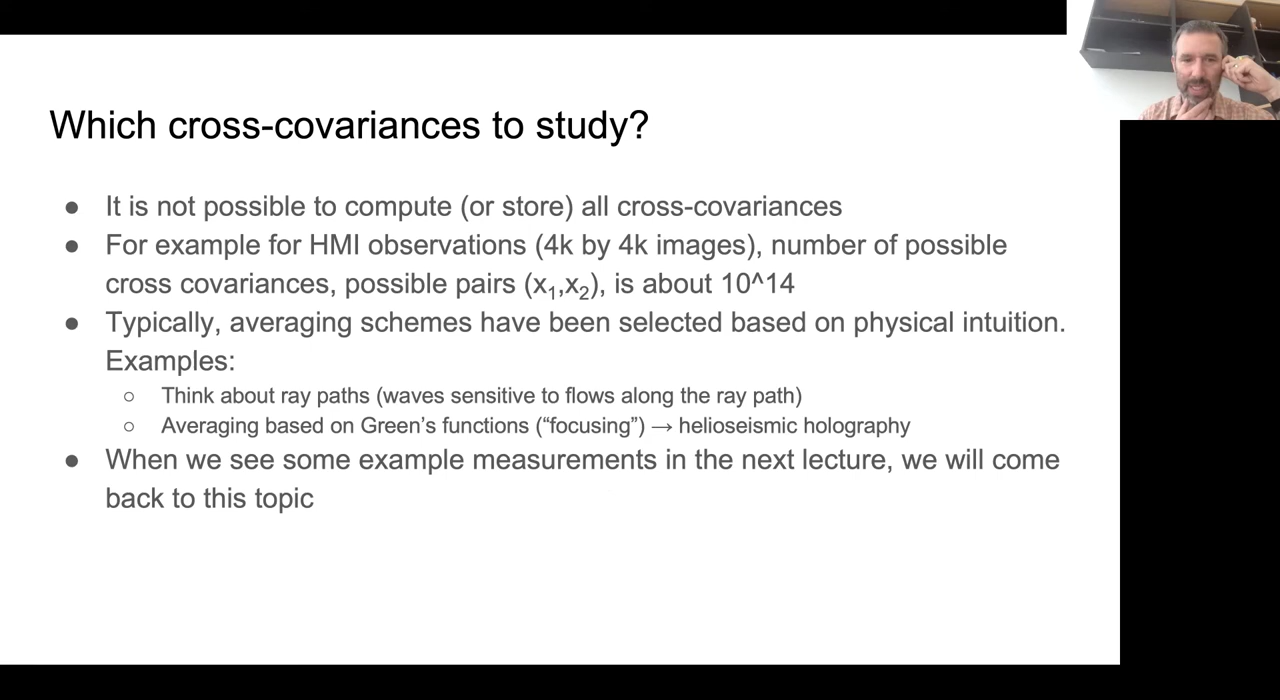 Which cross-covariances to study?
● It is not possible to compute (or store) all cross-covariances
● For example for HMI observations (4k by 4k images), number of possible
cross covariances, possible pairs (x₁,x₂), is about 10^14
● Typically, averaging schemes have been selected based on physical intuition.
Examples:
○ Think about ray paths (waves sensitive to flows along the ray path)
○ Averaging based on Green’s functions (“focusing”) → helioseismic holography
● When we see some example measurements in the next lecture, we will come
back to this topic